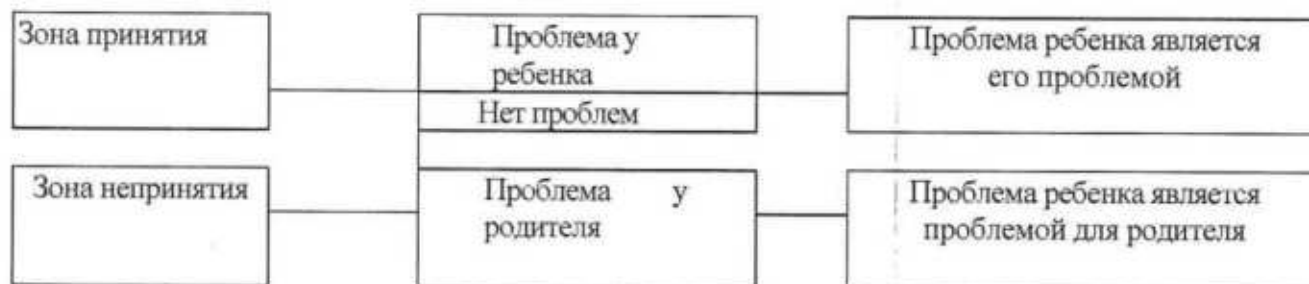 Зона принятия
Проблема у
ребенка
Нет проблем
Проблема ребенка является
его проблемой
Зона непринятия
Проблема у
родителя
Проблема ребенка является
проблемой для родителя